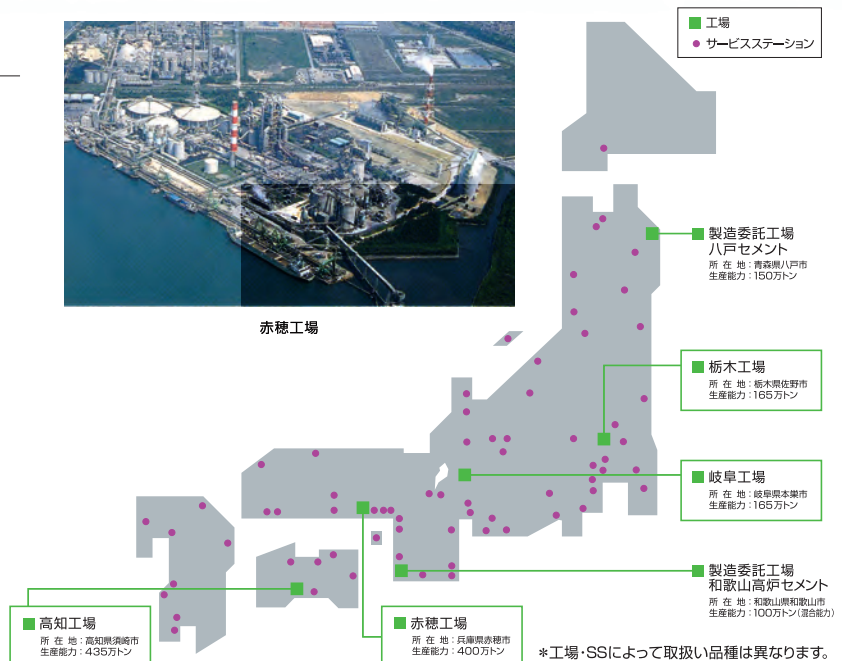 工場
サービスステーション
赤穂工場
製造委託工場
八戸セメント
所 在 地：青森県八戸市
生産能力：150万トン
栃木工場
所 在 地：栃木県佐野市
生産能力：165万トン
岐阜工場
所 在 地：岐阜県本巣市
生産能力：165万トン
製造委託工場
和歌山高炉セメント
所 在 地：和歌山県和歌山市
生産能力：100万トン(混合能力)
高知工場
所 在 地：高知県須崎市
生産能力：435万トン
赤穂工場
所 在 地：兵庫県赤穂市
生産能力：400万トン
*工場・SSによって取扱い品種は異なります。